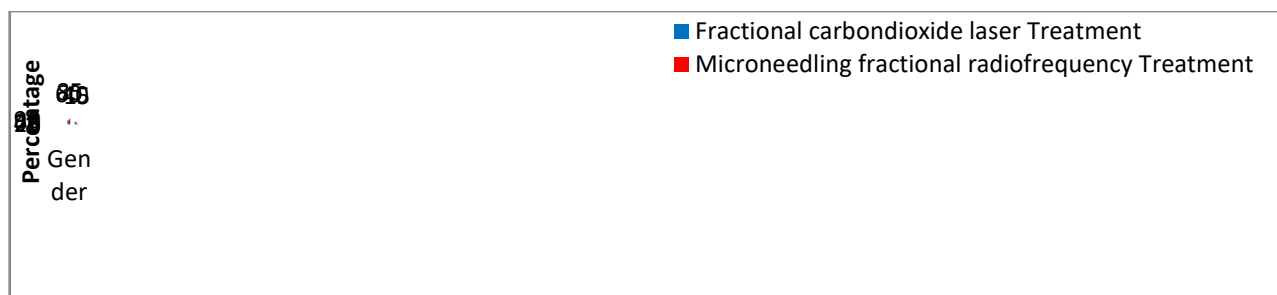 Fractional carbondioxide laser Treatment
Microneedling fractional radiofrequency Treatment
Percentage
Gen
der